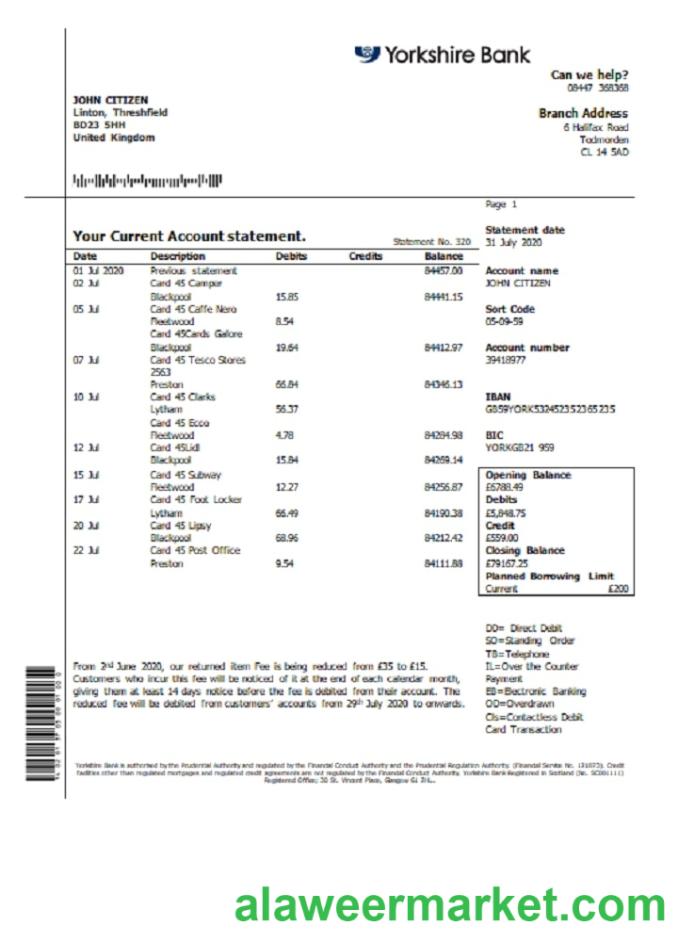 Yorkshire Bank
Can we help?
08447 368368
JOHN CITIZEN
Linton, Threshfield
BD23 5HH
United Kingdom
Branch Address
6 Halifax Road
Todmorden
CL 14 5AD
Page 1
Your Current Account statement.
Statement No. 320
Statement date
31 July 2020
Date Description Debits Credits Balance
01 Jul 2020 Previous statement 84457.00
02 Jul Card 45 Camper
Blackpool 15.85 84441.15
05 Jul Card 45 Caffe Nero
Fleetwood 8.54
Card 45Cards Galore
Blackpool 19.64 84412.97
07 Jul Card 45 Tesco Stores
2563
Preston 66.84 84346.13
10 Jul Card 45 Clarks
Lytham 56.37
Card 45 Ecco
Fleetwood 4.78 84284.98
12 Jul Card 45Lidl
Blackpool 15.84 84269.14
15 Jul Card 45 Subway
Fleetwood 12.27 84256.87
17 Jul Card 45 Foot Locker
Lytham 66.49 84190.38
20 Jul Card 45 Lipsy
Blackpool 68.96 84212.42
22 Jul Card 45 Post Office
Preston 9.54 84111.88
Account name
JOHN CITIZEN
Sort Code
05-09-59
Account number
39418977
IBAN
GB59YORK532452352365235
BIC
YORKGB21 959
Opening Balance
£6788.49
Debits
£5,848.75
Credit
£559.00
Closing Balance
£79167.25
Planned Borrowing Limit
Current £200
DD= Direct Debit
SO=Standing Order
TB=Telephone
IL=Over the Counter
Payment
EB=Electronic Banking
OD=Overdrawn
Cls=Contactless Debit
Card Transaction
From 2nd June 2020, our returned item Fee is being reduced from £35 to £15.
Customers who incur this fee will be noticed of it at the end of each calendar month,
giving them at least 14 days notice before the fee is debited from their account. The
reduced fee will be debited from customers' accounts from 29th July 2020 to onwards.
Yorkshire Bank is authorised by the Prudential Authority and regulated by the Financial Conduct Authority and the Prudential Regulation Authority. (Financial Service No. 121873). Credit
facilities other than regulated mortgages and regulated credit agreements are not regulated by the Financial Conduct Authority. Yorkshire Bank Registered in Scotland (No. SC001111)
Registered Office; 30 St. Vincent Place, Glasgow G1
alaweermarket.com